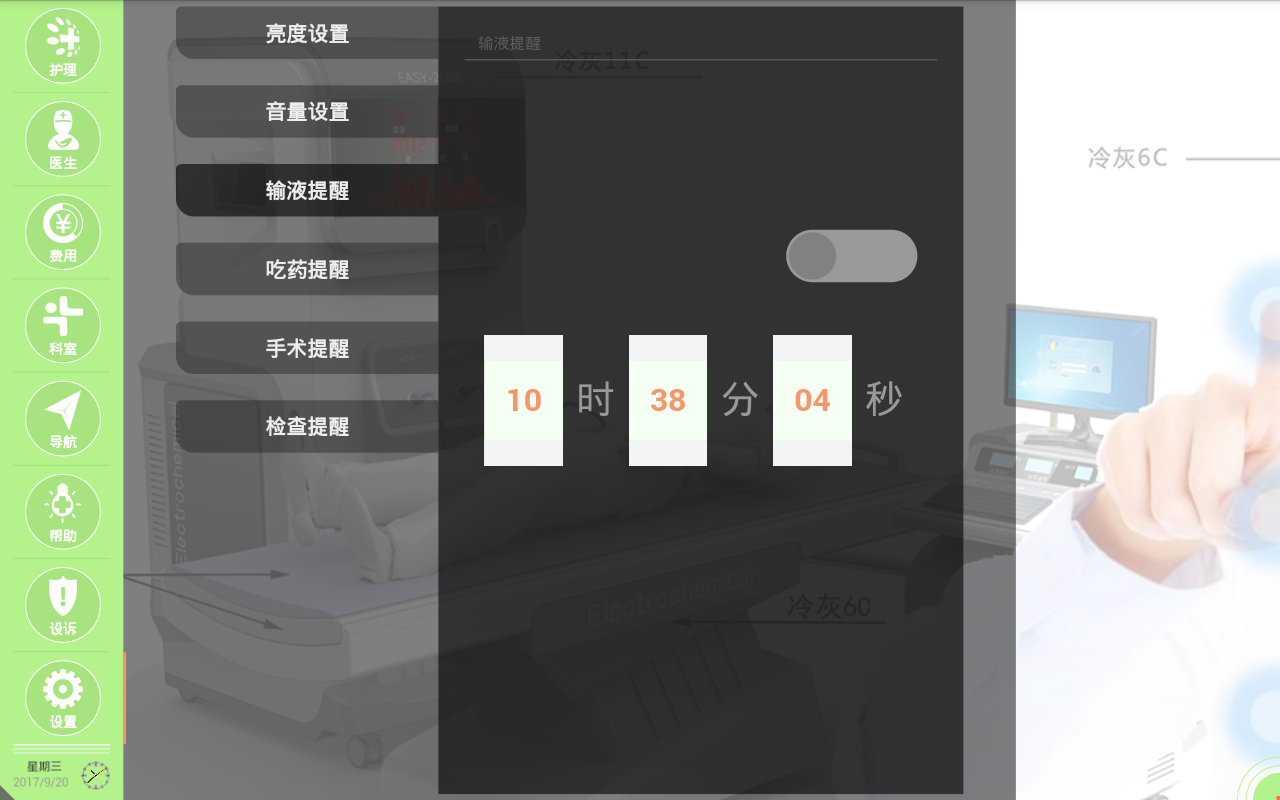 护理
医生
费用
科室
导航
帮助
设诉
设置
星期三
2017/9/20
亮度设置
音量设置
输液提醒
吃药提醒
手术提醒
检查提醒
输液提醒
冷灰11C
10 时 38 分 04 秒
冷灰6C
Electrochemical
Electrochemical
冷灰6C